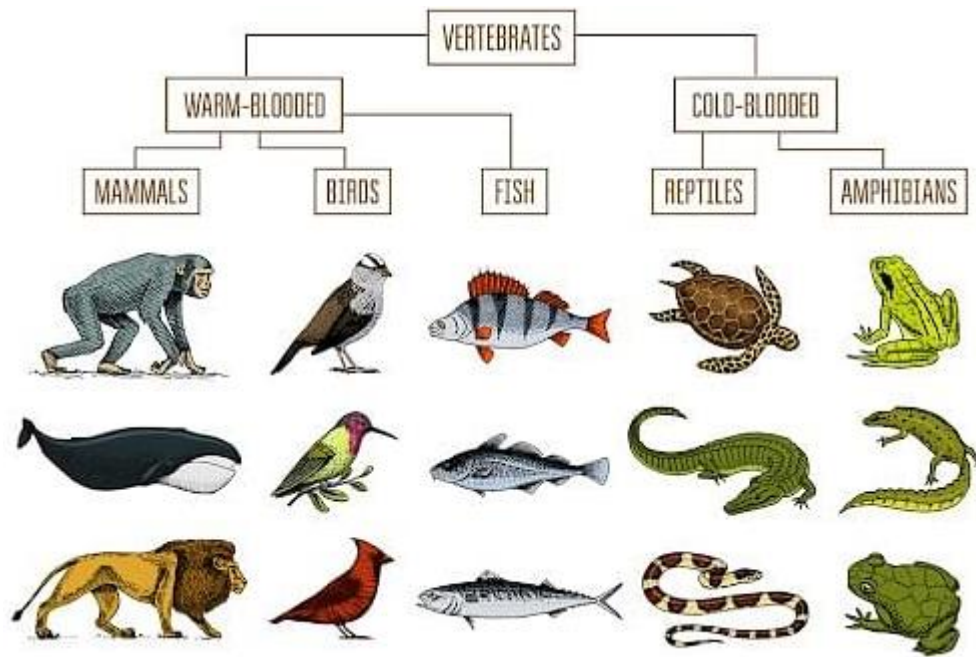 VERTEBRATES
WARM-BLOODED
COLD-BLOODED
MAMMALS
BIRDS
FISH
REPTILES
AMPHIBIANS